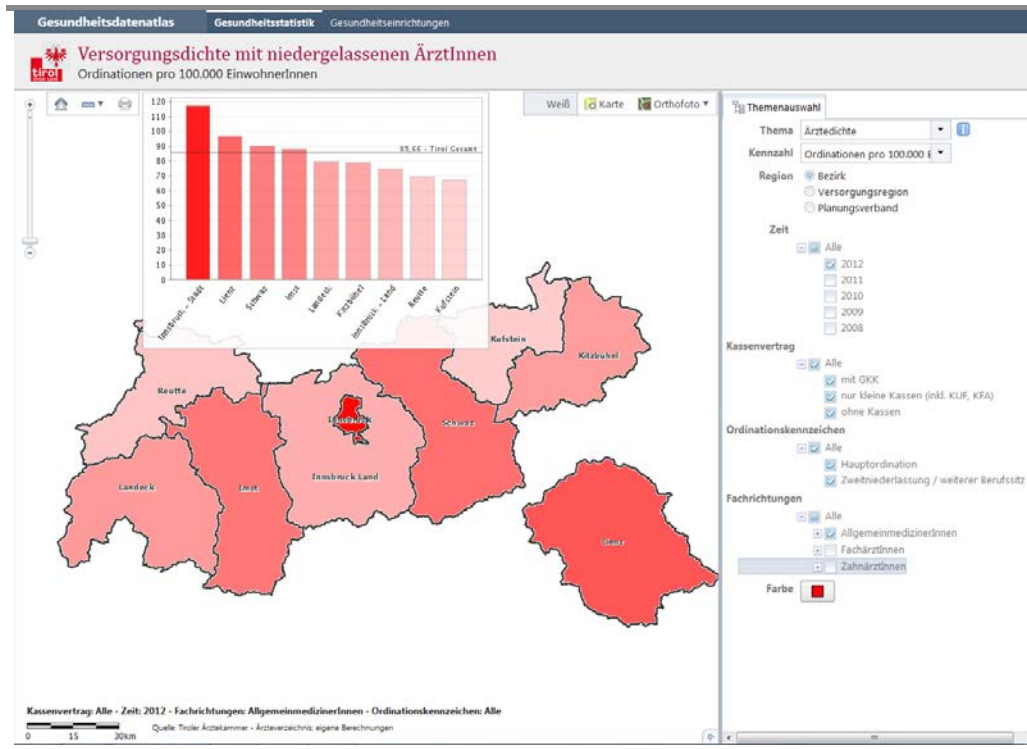 Gesundheitsdatenatlas Gesundheitsstatistik Gesundheitseinrichtungen
tirol
Versorgungsdichte mit niedergelassenen ÄrztInnen
Ordinationen pro 100.000 EinwohnerInnen
Weiß Karte Orthofoto
120
110
100
90
80
70
60
50
40
30
20
10
0
85,66 - Tirol Gesamt
Innsbruck - Stadt
Lienz
Schwaz
Imst
Landeck
Kitzbühel
Innsbruck - Land
Reutte
Kufstein
Kufstein
Kitzbühel
Reutte
Innsbruck
Schwaz
Innsbruck Land
Landeck
Imst
Lienz
Kassenvertrag: Alle - Zeit: 2012 - Fachrichtungen: AllgemeinmedizinerInnen - Ordinationskennzeichen: Alle
0 15 30km
Quelle: Tiroler Ärztekammer - Ärzteverzeichnis; eigene Berechnungen
Themenauswahl
Thema Ärztedichte
Kennzahl Ordinationen pro 100.000 E
Region Bezirk
Versorgungsregion
Planungsverband
Zeit
Alle
2012
2011
2010
2009
2008
Kassenvertrag
Alle
mit GKK
nur kleine Kassen (inkl. KUF, KFA)
ohne Kassen
Ordinationskennzeichen
Alle
Hauptordination
Zweitniederlassung / weiterer Berufssitz
Fachrichtungen
Alle
AllgemeinmedizinerInnen
FachärztInnen
ZahnärztInnen
Farbe